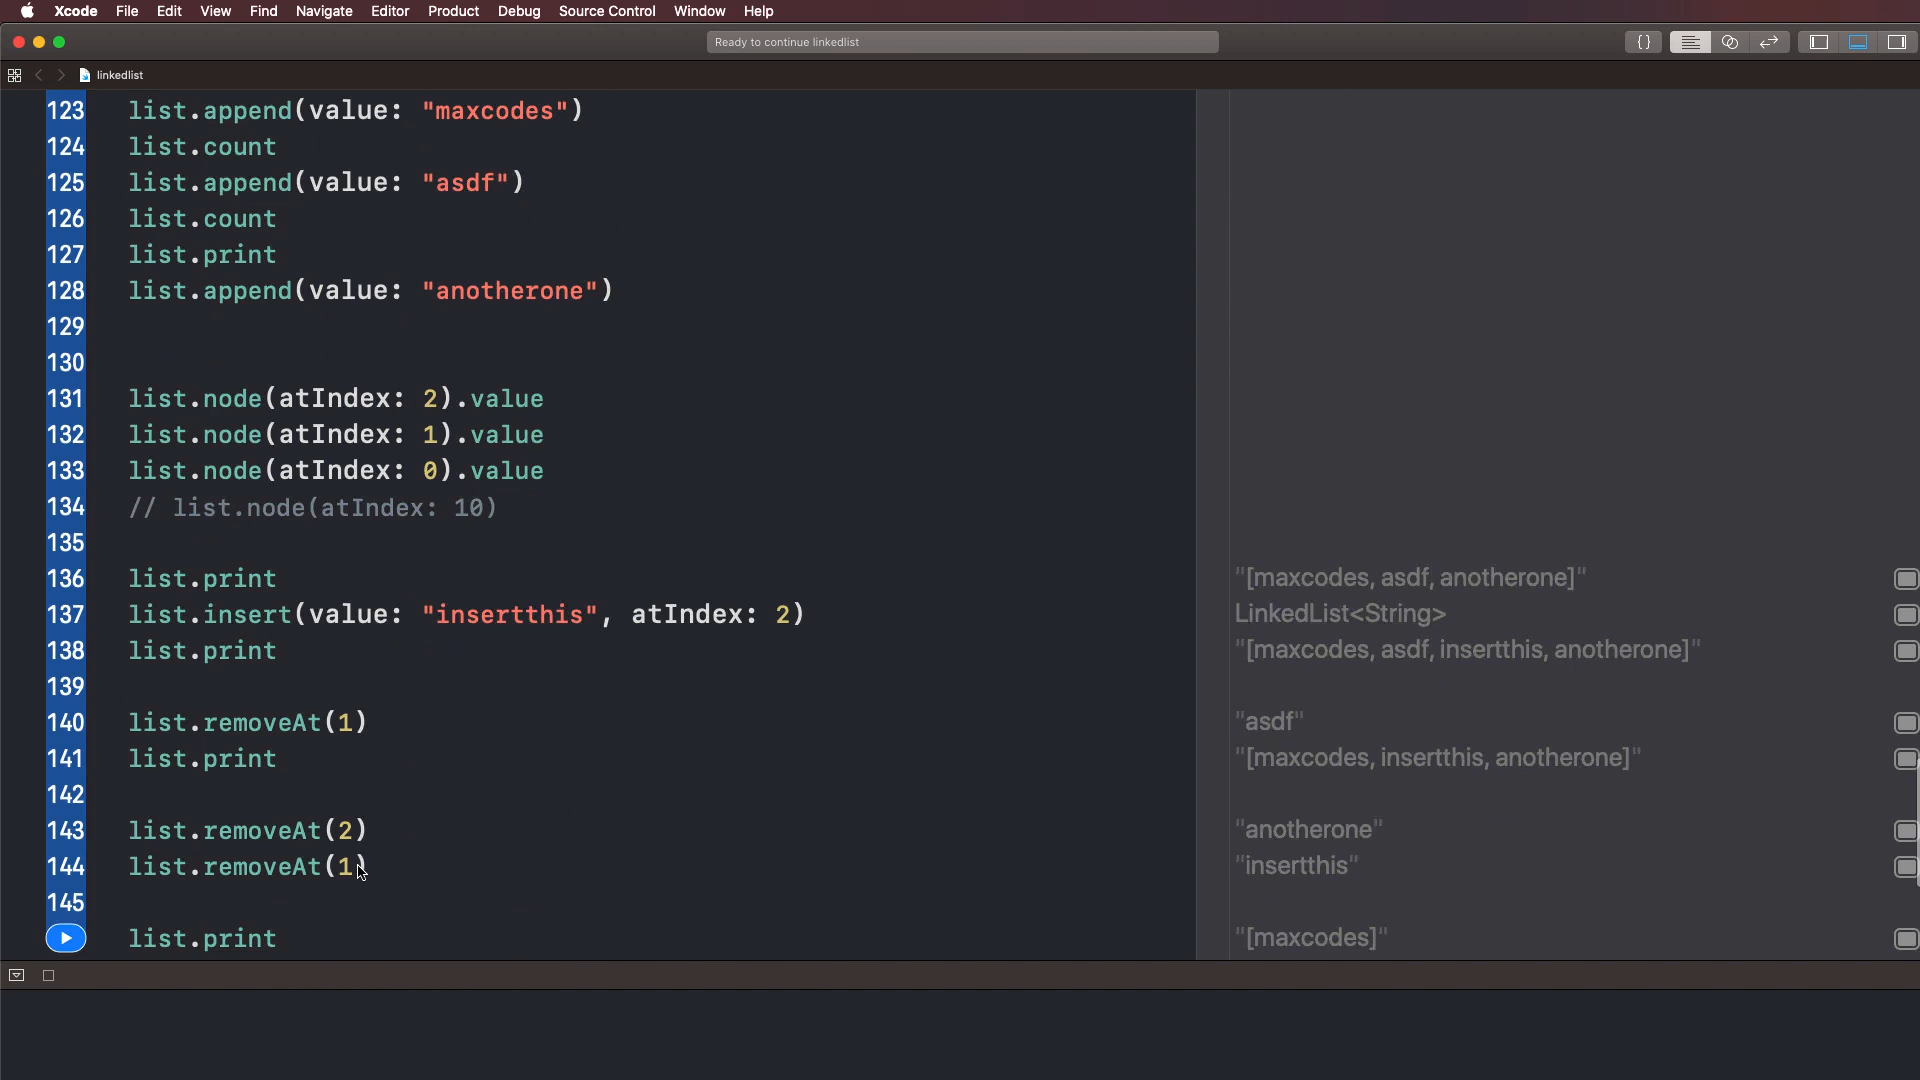 Xcode File Edit View Find Navigate Editor Product Debug Source Control Window Help
Ready to continue linkedlist
{ }
linkedlist
123 list.append(value: "maxcodes")
124 list.count
125 list.append(value: "asdf")
126 list.count
127 list.print
128 list.append(value: "anotherone")
129
130
131 list.node(atIndex: 2).value
132 list.node(atIndex: 1).value
133 list.node(atIndex: 0).value
134 // list.node(atIndex: 10)
135
136 list.print "[maxcodes, asdf, anotherone]"
137 list.insert(value: "insertthis", atIndex: 2) LinkedList<String>
138 list.print "[maxcodes, asdf, insertthis, anotherone]"
139
140 list.removeAt(1) "asdf"
141 list.print "[maxcodes, insertthis, anotherone]"
142
143 list.removeAt(2) "anotherone"
144 list.removeAt(1) "insertthis"
145
list.print "[maxcodes]"